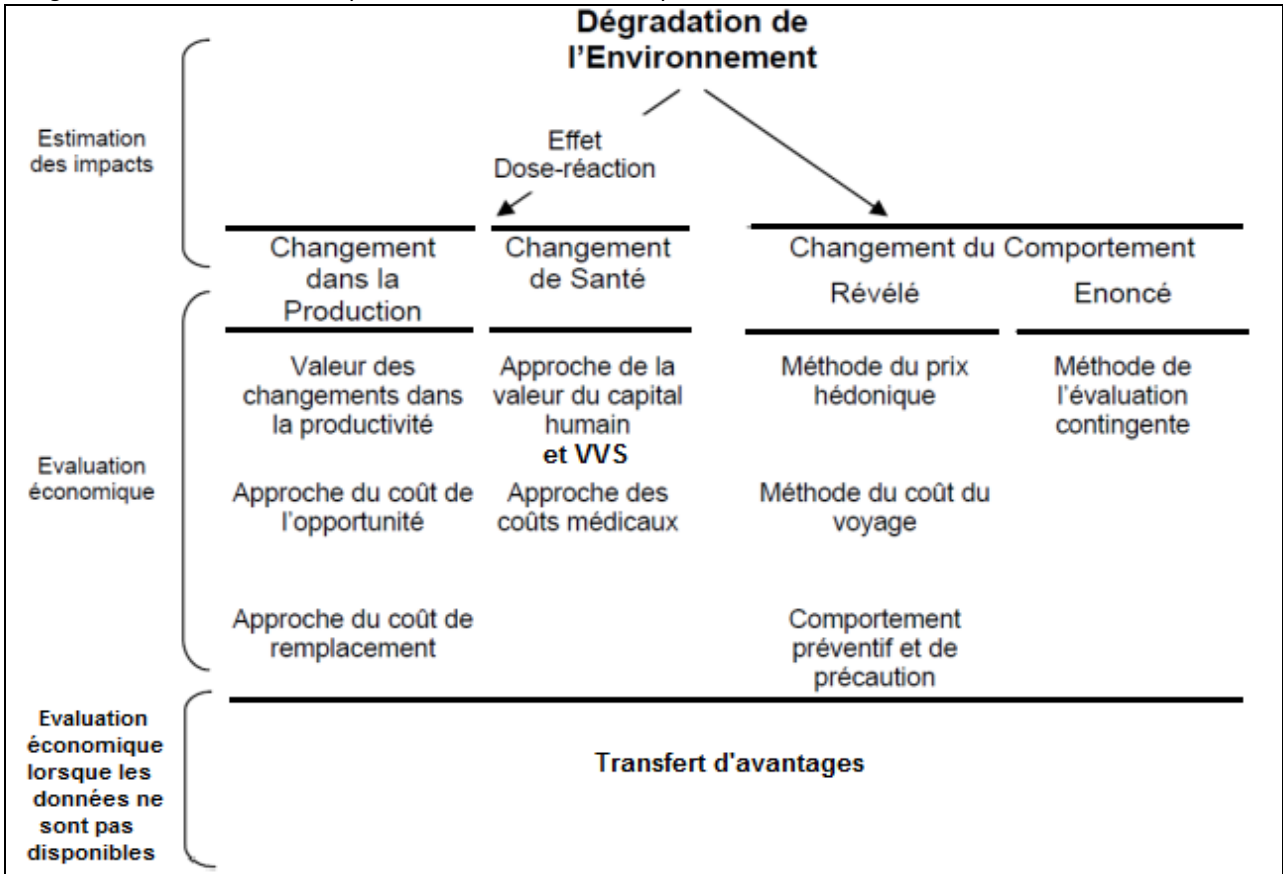 Dégradation de
l'Environnement
Estimation
des impacts
Effet
Dose-réaction
Changement
dans la
Production
Changement
de Santé
Changement du Comportement
Révélé
Enoncé
Evaluation
économique
Valeur des
changements dans
la productivité
Approche de la
valeur du capital
humain
et VVS
Méthode du prix
hédonique
Méthode de
l'évaluation
contingente
Approche du coût de
l'opportunité
Approche des
coûts médicaux
Méthode du coût du
voyage
Approche du coût de
remplacement
Comportement
préventif et de
précaution
Evaluation
économique
lorsque les
données ne
sont pas
disponibles
Transfert d'avantages